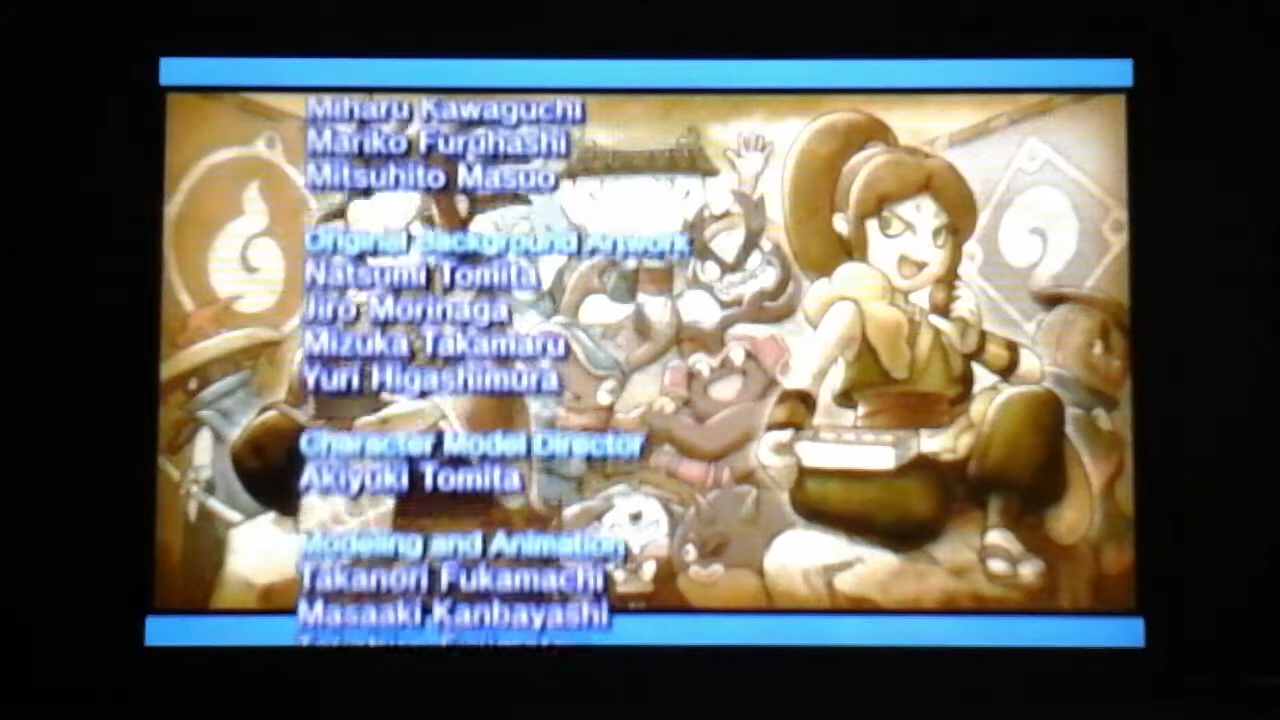 Miharu Kawaguchi
Mariko Furuhashi
Mitsuhito Masuo
Original Background Artwork
Natsumi Tomita
Jiro Morinaga
Mizuka Takamaru
Yuri Higashimura
Character Model Director
Akiyuki Tomita
Modeling and Animation
Takanori Fukamachi
Masaaki Kanbayashi